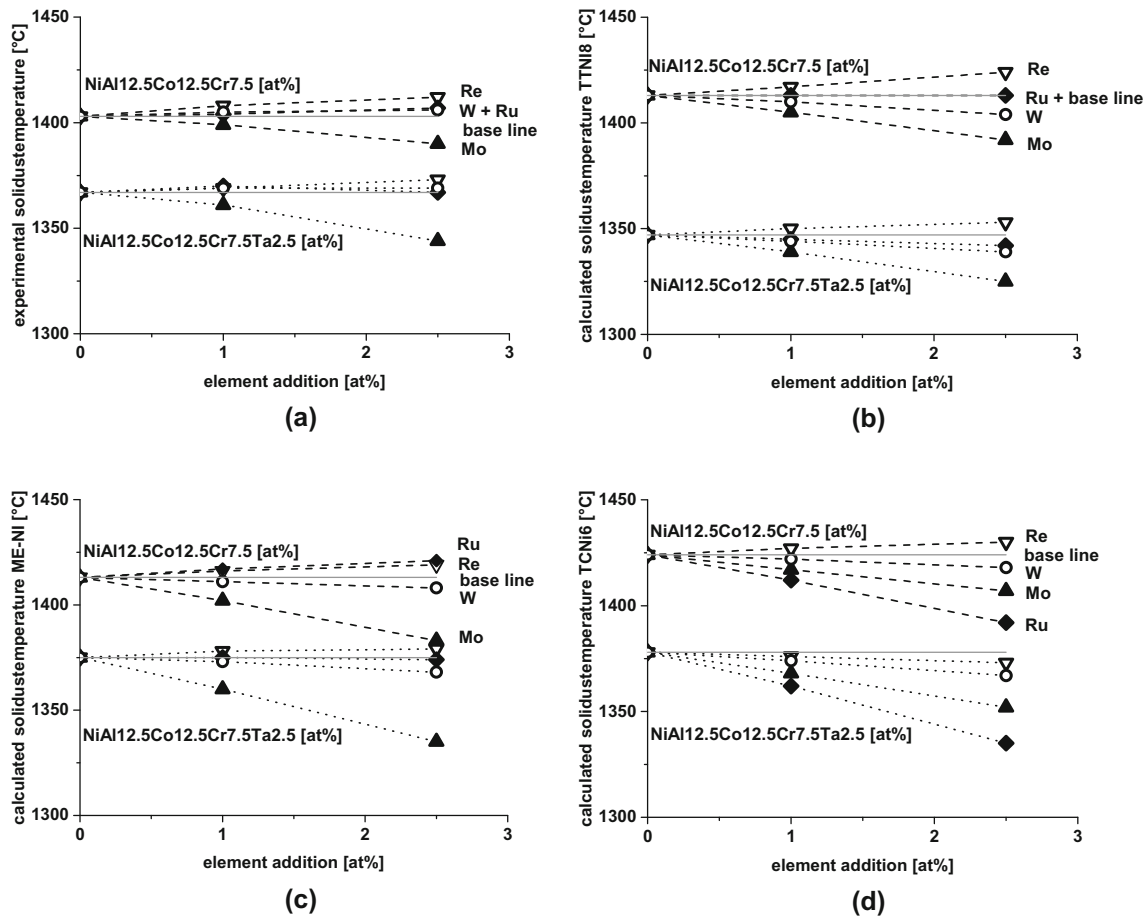 experimental solidustemperature [°C]
1450
1400
1350
1300
NiAl12.5Co12.5Cr7.5 [at%]
Re
W + Ru
base line
Mo
NiAl12.5Co12.5Cr7.5Ta2.5 [at%]
0 1 2 3
element addition [at%]
(a)
calculated solidustemperature TTNI8 [°C]
1450
1400
1350
1300
NiAl12.5Co12.5Cr7.5 [at%]
Re
Ru + base line
W
Mo
NiAl12.5Co12.5Cr7.5Ta2.5 [at%]
0 1 2 3
element addition [at%]
(b)
calculated solidustemperature ME-NI [°C]
1450
1400
1350
1300
NiAl12.5Co12.5Cr7.5 [at%]
Ru
Re
base line
W
Mo
NiAl12.5Co12.5Cr7.5Ta2.5 [at%]
0 1 2 3
element addition [at%]
(c)
calculated solidustemperature TCNi6 [°C]
1450
1400
1350
1300
NiAl12.5Co12.5Cr7.5 [at%]
Re
base line
W
Mo
Ru
NiAl12.5Co12.5Cr7.5Ta2.5 [at%]
0 1 2 3
element addition [at%]
(d)